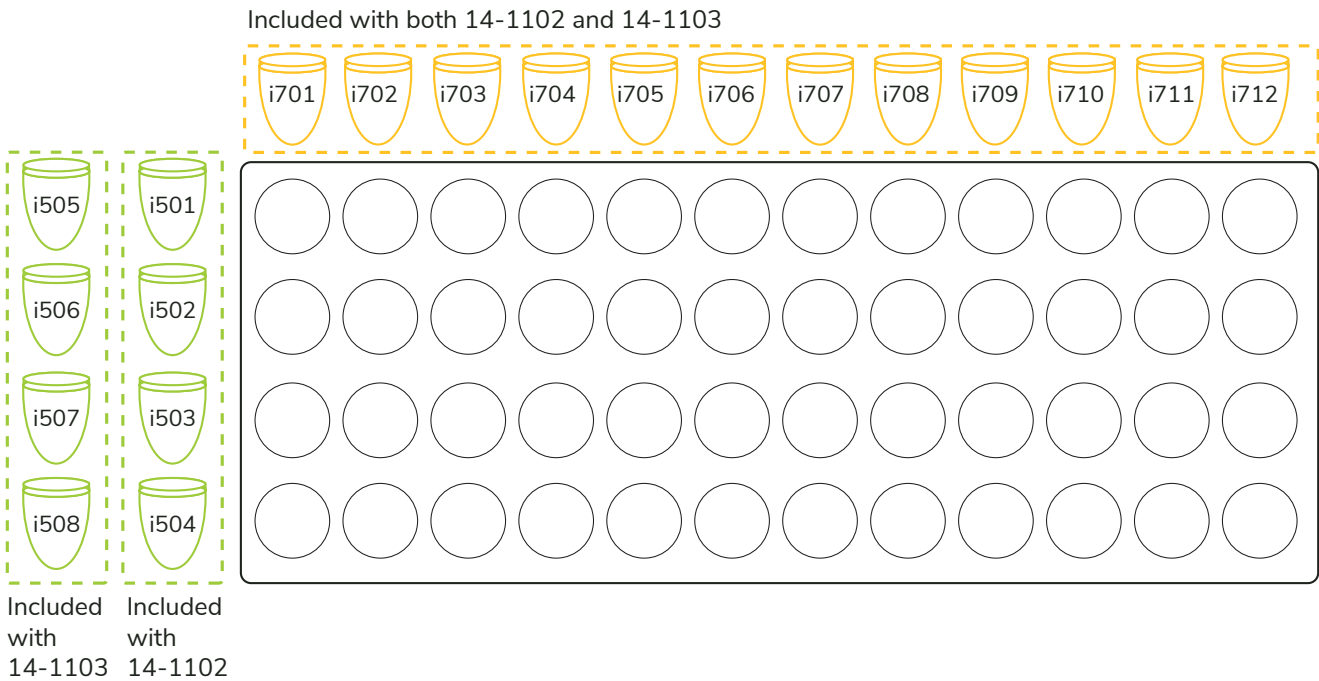 Included with both 14-1102 and 14-1103
i701 i702 i703 i704 i705 i706 i707 i708 i709 i710 i711 i712
i505 i501
i506 i502
i507 i503
i508 i504
Included
with
14-1103
Included
with
14-1102